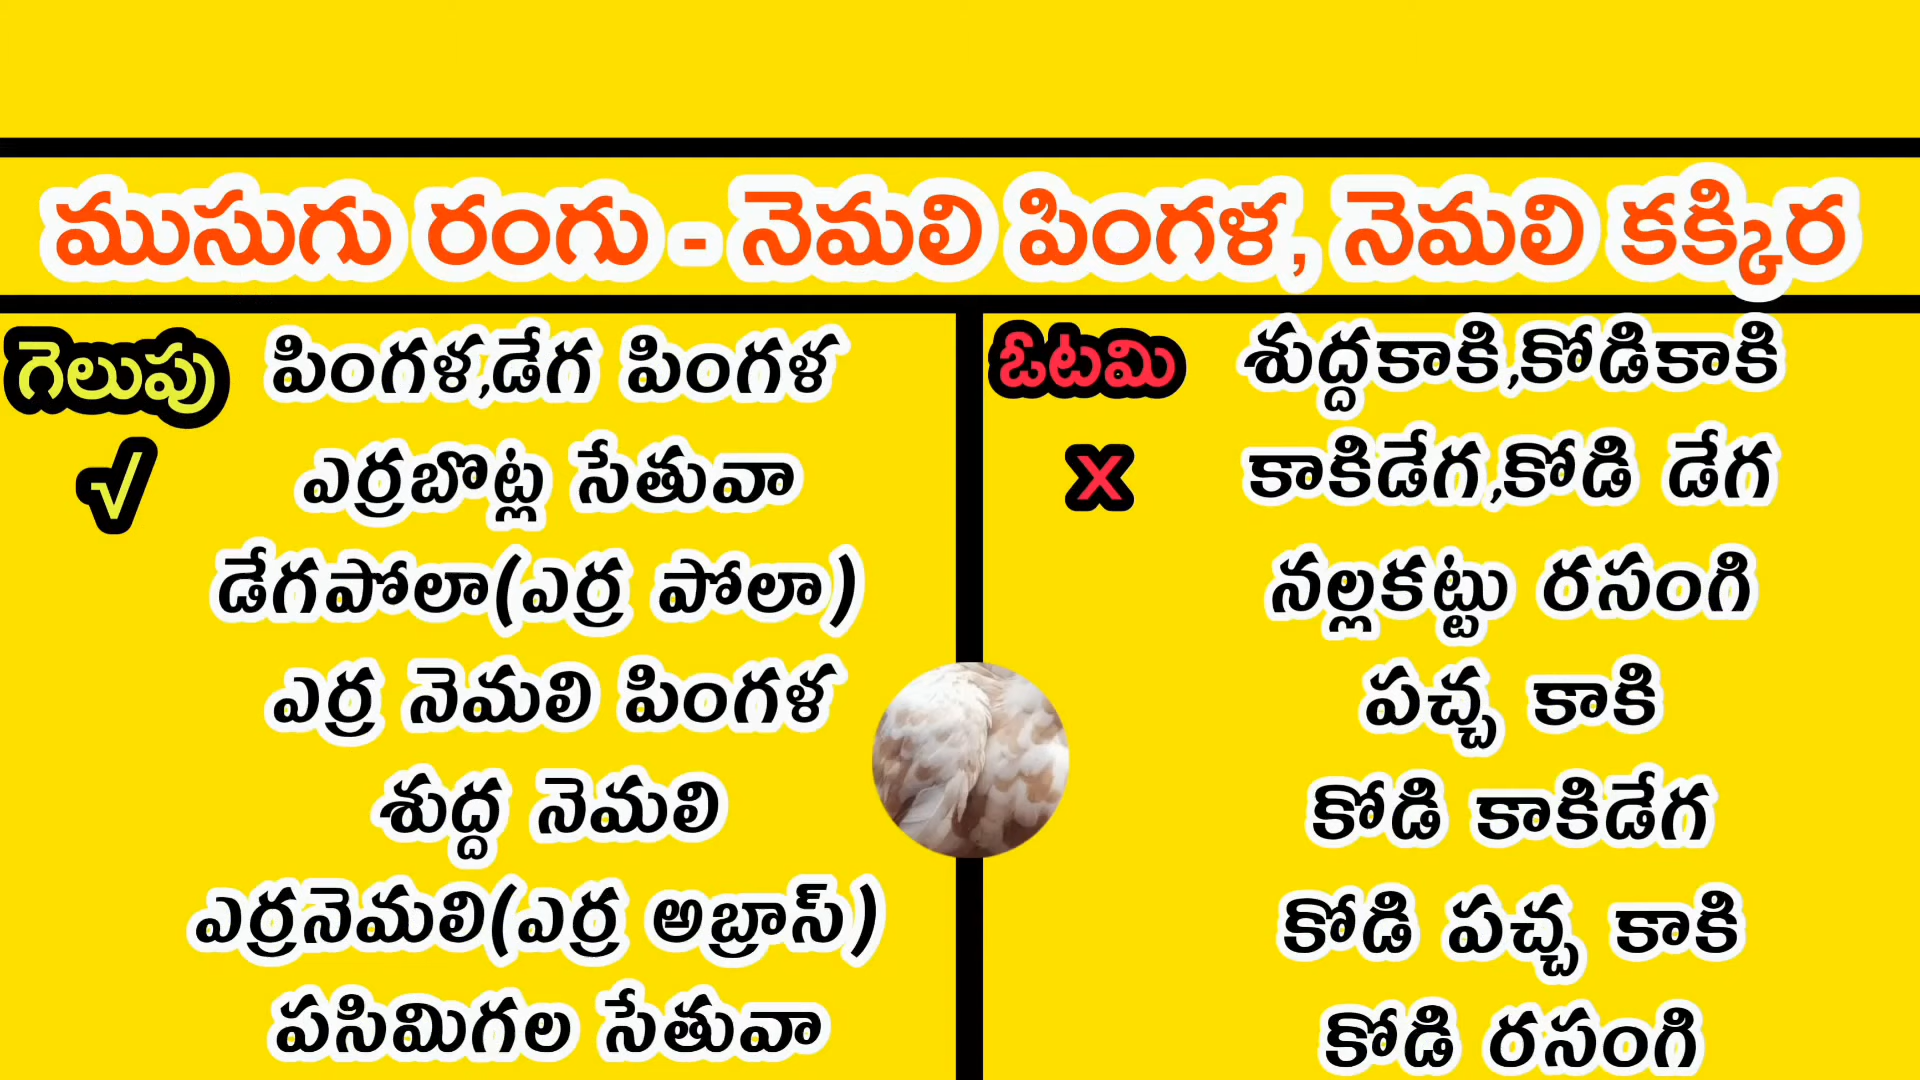 ముసుగు రంగు - నెమలి పింగళ, నెమలి కక్కిర
గెలుపు
√
పింగళ,డేగ పింగళ
ఎర్రబొట్ల సేతువా
డేగపోలా(ఎర్ర పోలా)
ఎర్ర నెమలి పింగళ
శుద్ధ నెమలి
ఎర్రనెమలి(ఎర్ర అబ్రాస్)
పసిమిగల సేతువా
ఓటమి
x
శుద్ధకాకి,కోడికాకి
కాకిడేగ,కోడి డేగ
నల్లకట్టు రసంగి
పచ్చ కాకి
కోడి కాకిడేగ
కోడి పచ్చ కాకి
కోడి రసంగి